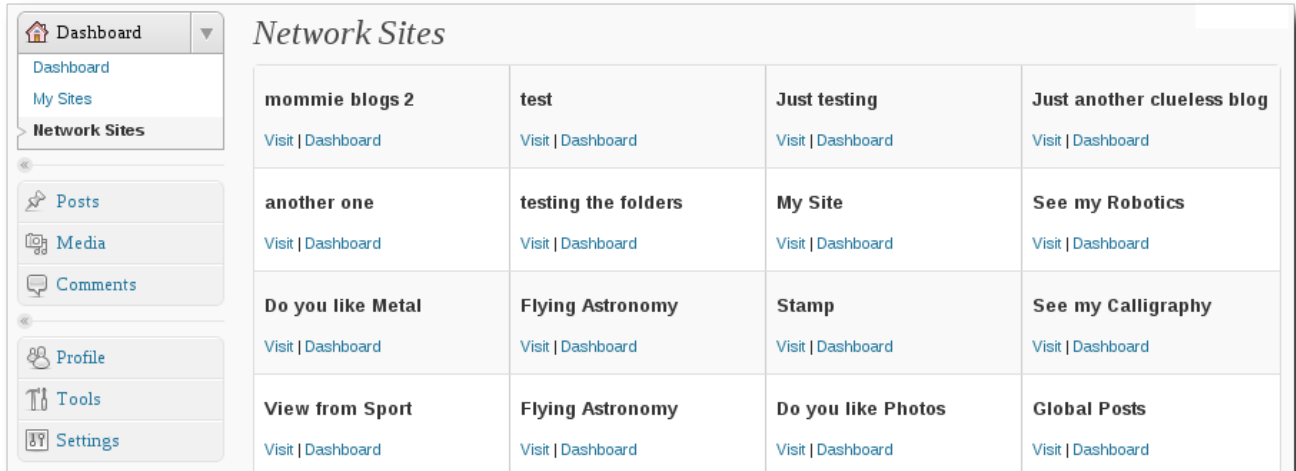 Dashboard
Dashboard
My Sites
Network Sites
Posts
Media
Comments
Profile
Tools
Settings
Network Sites
mommie blogs 2 test Just testing Just another clueless blog
Visit | Dashboard Visit | Dashboard Visit | Dashboard Visit | Dashboard
another one testing the folders My Site See my Robotics
Visit | Dashboard Visit | Dashboard Visit | Dashboard Visit | Dashboard
Do you like Metal Flying Astronomy Stamp See my Calligraphy
Visit | Dashboard Visit | Dashboard Visit | Dashboard Visit | Dashboard
View from Sport Flying Astronomy Do you like Photos Global Posts
Visit | Dashboard Visit | Dashboard Visit | Dashboard Visit | Dashboard